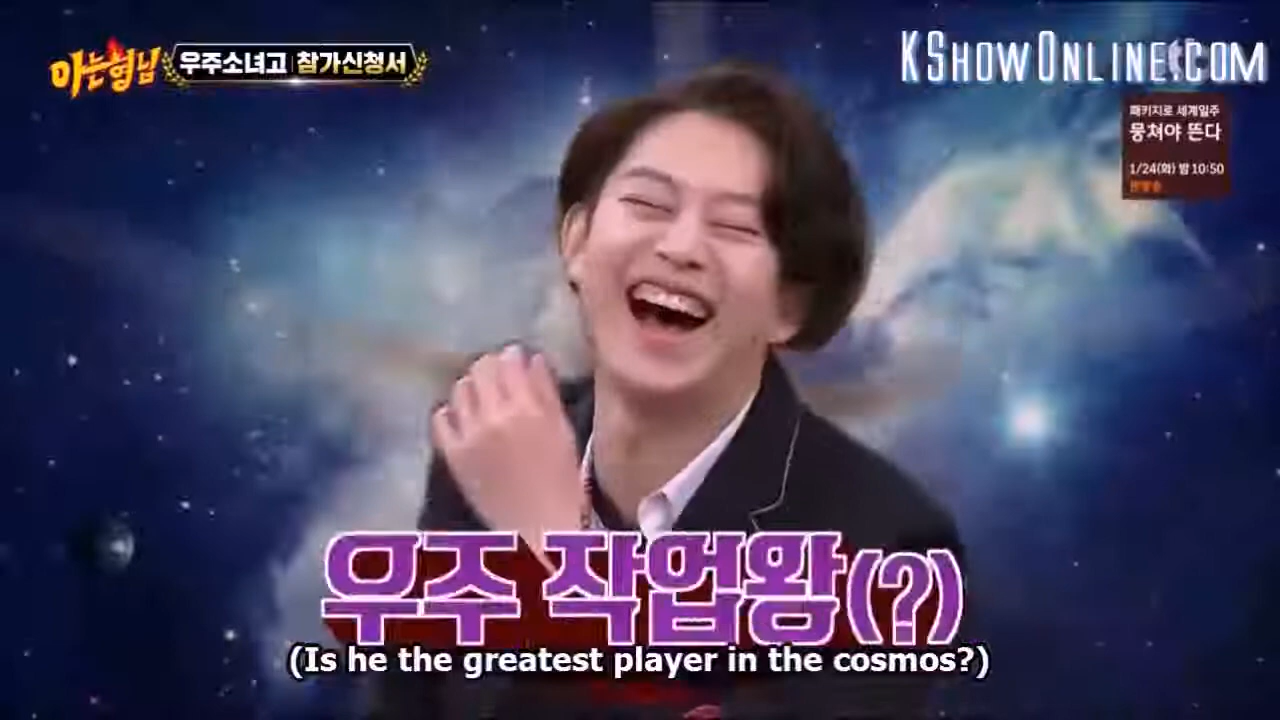 아는형님
우주소녀고 참가신청서
KSHOWONLINE.COM
패키지로 세계일주
뭉쳐야 뜬다
1/24(화) 밤 10:50
우주 작업왕(?)
(Is he the greatest player in the cosmos?)